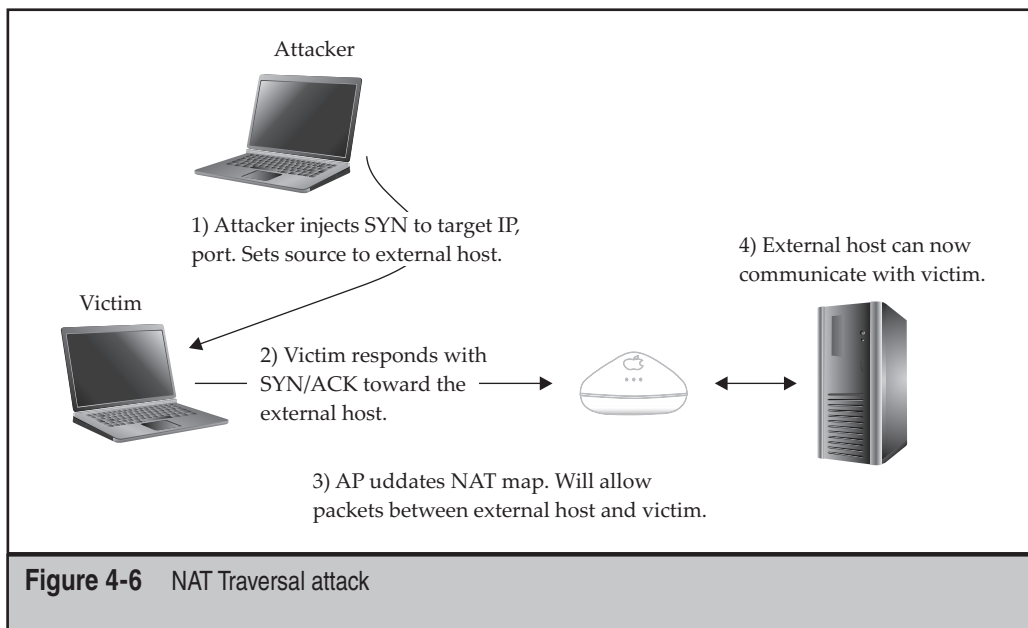 Attacker
1) Attacker injects SYN to target IP,
port. Sets source to external host.
4) External host can now
communicate with victim.
Victim
2) Victim responds with
SYN/ACK toward the
external host.
3) AP uddates NAT map. Will allow
packets between external host and victim.
Figure 4-6 NAT Traversal attack